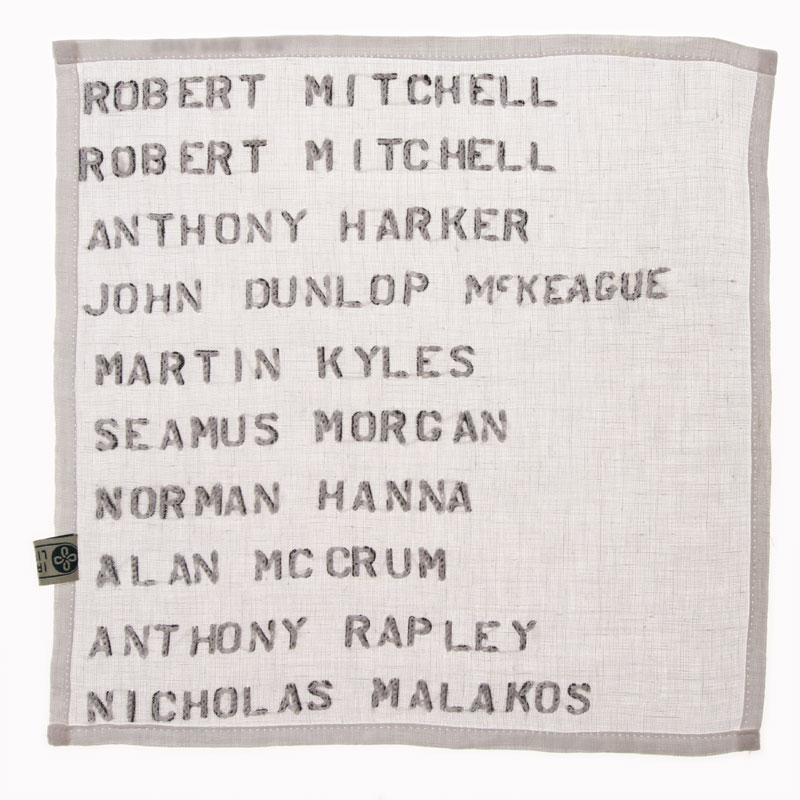 ROBERT MITCHELL
ROBERT MITCHELL
ANTHONY HARKER
JOHN DUNLOP McKEAGUE
MARTIN KYLES
SEAMUS MORGAN
NORMAN HANNA
ALAN MCCRUM
ANTHONY RAPLEY
NICHOLAS MALAKOS